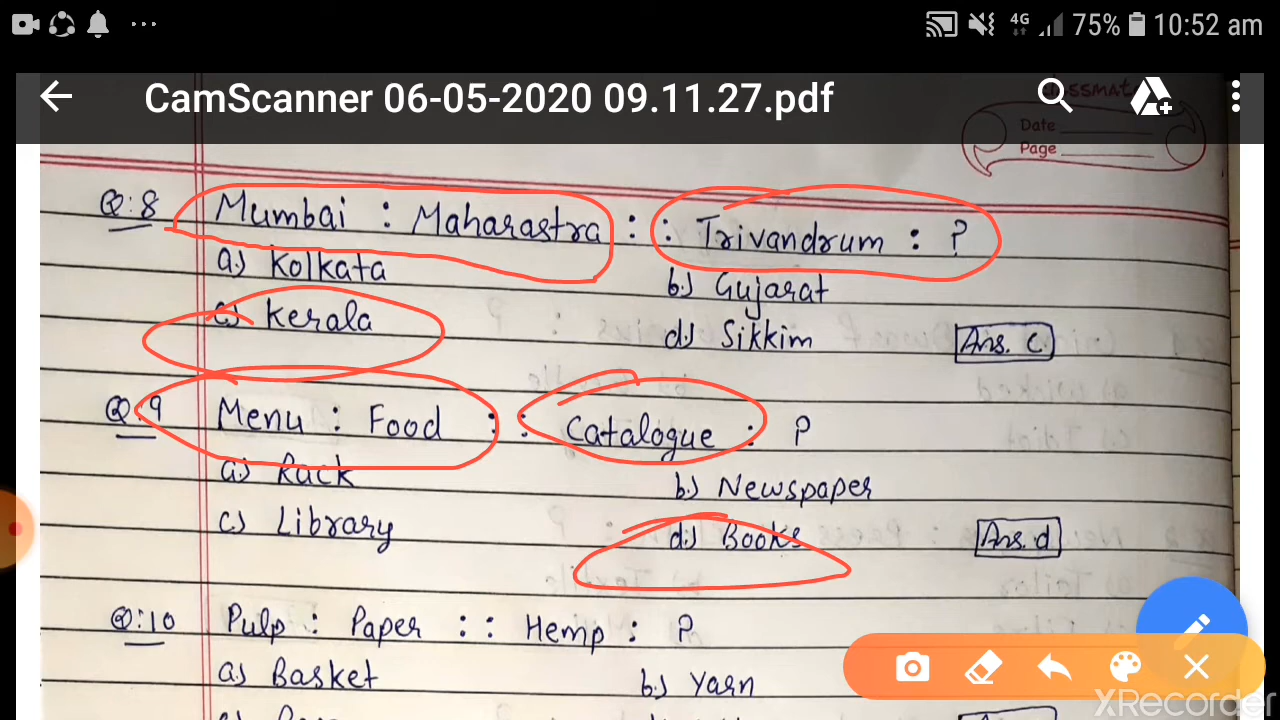 4G 75% 10:52 am
CamScanner 06-05-2020 09.11.27.pdf
Date
Page
Q:8 Mumbai : Maharastra :: Trivandrum : ?
a.) Kolkata b.) Gujarat
c.) Kerala d.) Sikkim Ans. c
Q:9 Menu : Food :: Catalogue : ?
a.) Rack b.) Newspaper
c.) Library d.) Books Ans. d
Q:10 Pulp : Paper :: Hemp : ?
a.) Basket b.) Yarn
XRecorder